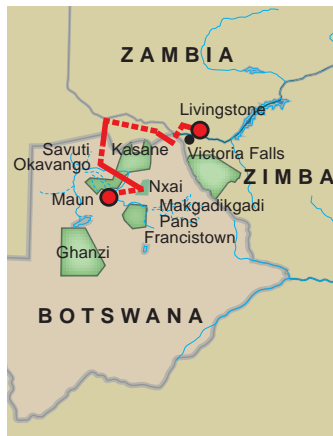 ZAMBIA
Livingstone
Savuti
Kasane
Okavango
Victoria Falls
ZIMBA
Nxai
Maun
Makgadikgadi
Pans
Francistown
Ghanzi
BOTSWANA